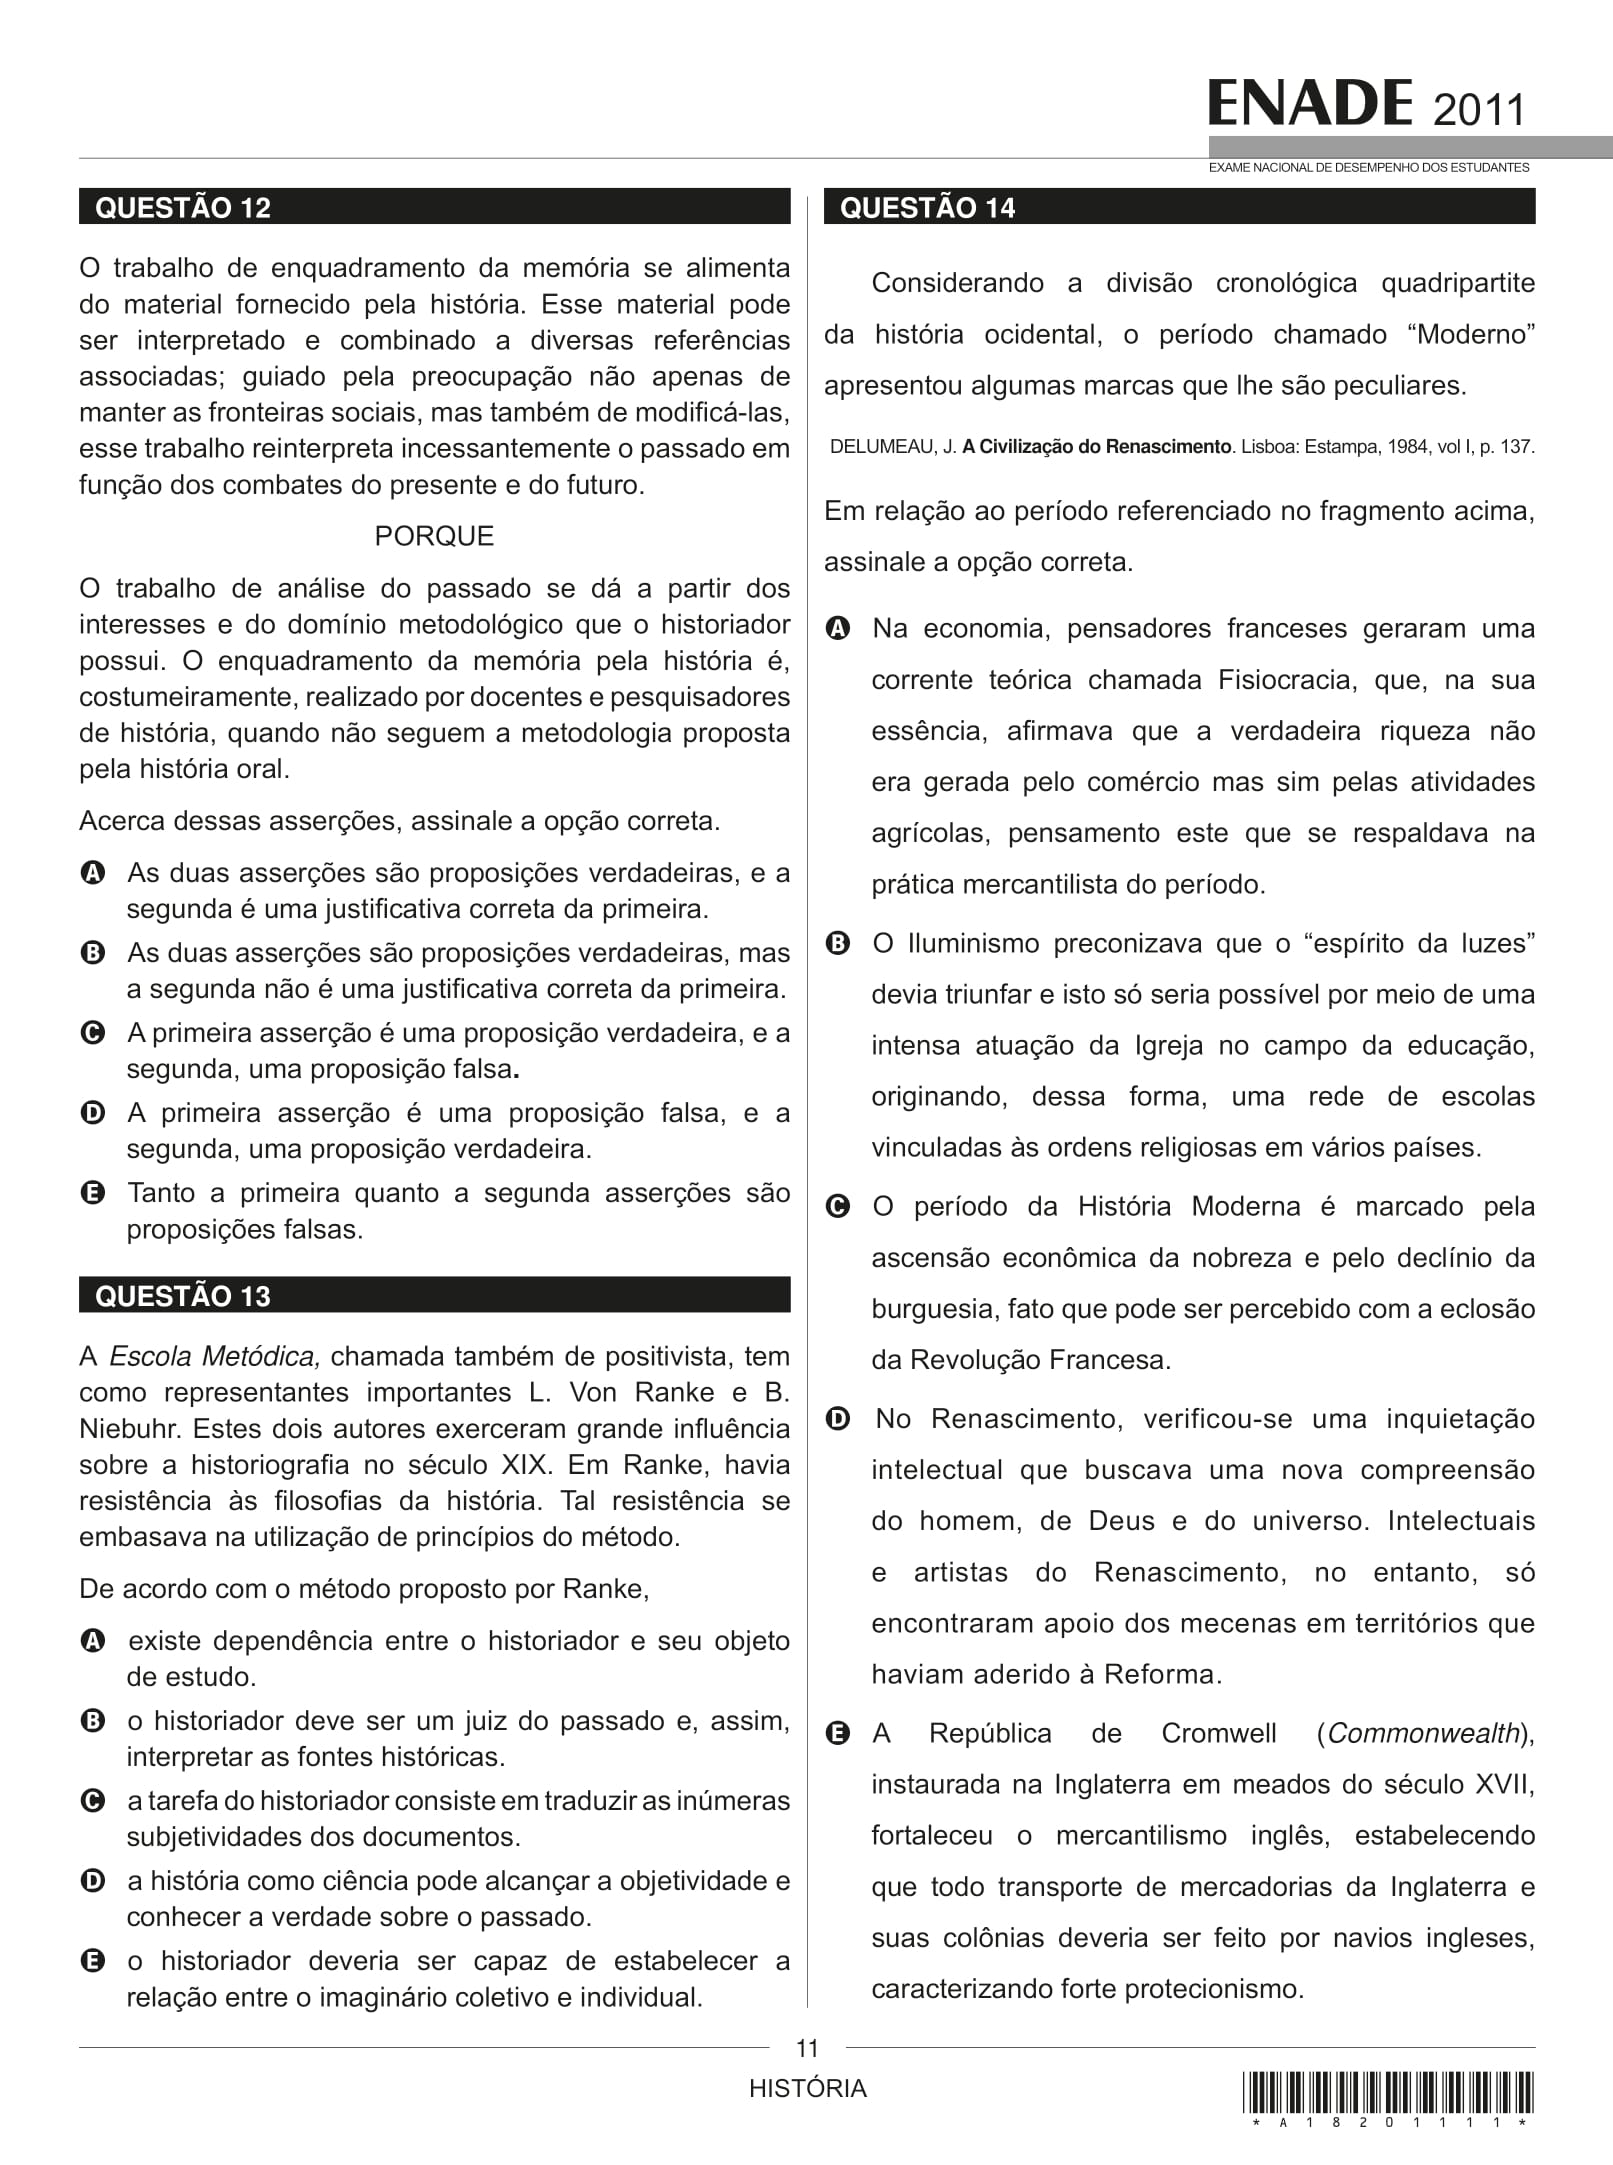 ENADE 2011
EXAME NACIONAL DE DESEMPENHO DOS ESTUDANTES
QUESTÃO 12
O trabalho de enquadramento da memória se alimenta
do material fornecido pela história. Esse material pode
ser interpretado e combinado a diversas referências
associadas; guiado pela preocupação não apenas de
manter as fronteiras sociais, mas também de modificá-las,
esse trabalho reinterpreta incessantemente o passado em
função dos combates do presente e do futuro.
PORQUE
O trabalho de análise do passado se dá a partir dos
interesses e do domínio metodológico que o historiador
possui. O enquadramento da memória pela história é,
costumeiramente, realizado por docentes e pesquisadores
de história, quando não seguem a metodologia proposta
pela história oral.
Acerca dessas asserções, assinale a opção correta.
A As duas asserções são proposições verdadeiras, e a
segunda é uma justificativa correta da primeira.
B As duas asserções são proposições verdadeiras, mas
a segunda não é uma justificativa correta da primeira.
C A primeira asserção é uma proposição verdadeira, e a
segunda, uma proposição falsa.
D A primeira asserção é uma proposição falsa, e a
segunda, uma proposição verdadeira.
E Tanto a primeira quanto a segunda asserções são
proposições falsas.
QUESTÃO 13
A Escola Metódica, chamada também de positivista, tem
como representantes importantes L. Von Ranke e B.
Niebuhr. Estes dois autores exerceram grande influência
sobre a historiografia no século XIX. Em Ranke, havia
resistência às filosofias da história. Tal resistência se
embasava na utilização de princípios do método.
De acordo com o método proposto por Ranke,
A existe dependência entre o historiador e seu objeto
de estudo.
B o historiador deve ser um juiz do passado e, assim,
interpretar as fontes históricas.
C a tarefa do historiador consiste em traduzir as inúmeras
subjetividades dos documentos.
D a história como ciência pode alcançar a objetividade e
conhecer a verdade sobre o passado.
E o historiador deveria ser capaz de estabelecer a
relação entre o imaginário coletivo e individual.
QUESTÃO 14
Considerando a divisão cronológica quadripartite
da história ocidental, o período chamado “Moderno”
apresentou algumas marcas que lhe são peculiares.
DELUMEAU, J. A Civilização do Renascimento. Lisboa: Estampa, 1984, vol I, p. 137.
Em relação ao período referenciado no fragmento acima,
assinale a opção correta.
A Na economia, pensadores franceses geraram uma
corrente teórica chamada Fisiocracia, que, na sua
essência, afirmava que a verdadeira riqueza não
era gerada pelo comércio mas sim pelas atividades
agrícolas, pensamento este que se respaldava na
prática mercantilista do período.
B O Iluminismo preconizava que o “espírito da luzes”
devia triunfar e isto só seria possível por meio de uma
intensa atuação da Igreja no campo da educação,
originando, dessa forma, uma rede de escolas
vinculadas às ordens religiosas em vários países.
C O período da História Moderna é marcado pela
ascensão econômica da nobreza e pelo declínio da
burguesia, fato que pode ser percebido com a eclosão
da Revolução Francesa.
D No Renascimento, verificou-se uma inquietação
intelectual que buscava uma nova compreensão
do homem, de Deus e do universo. Intelectuais
e artistas do Renascimento, no entanto, só
encontraram apoio dos mecenas em territórios que
haviam aderido à Reforma.
E A República de Cromwell (Commonwealth),
instaurada na Inglaterra em meados do século XVII,
fortaleceu o mercantilismo inglês, estabelecendo
que todo transporte de mercadorias da Inglaterra e
suas colônias deveria ser feito por navios ingleses,
caracterizando forte protecionismo.
11
HISTÓRIA
* A 1 8 2 0 1 1 1 1 *